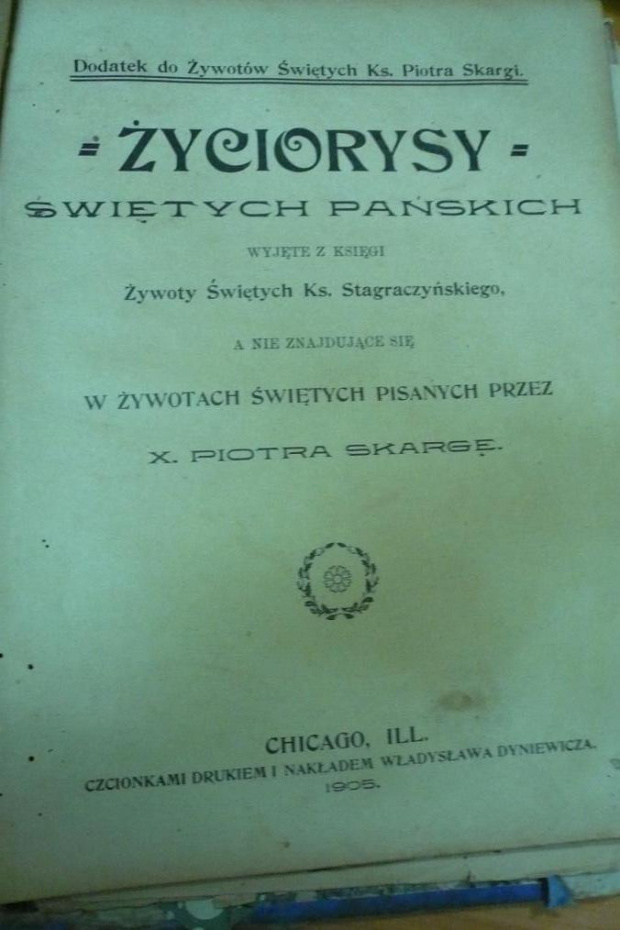 Dodatek do Żywotów Świętych Ks. Piotra Skargi.
= ŻYCIORYSY =
ŚWIĘTYCH PAŃSKICH
WYJĘTE Z KSIĘGI
Żywoty Świętych Ks. Stagraczyńskiego,
A NIE ZNAJDUJĄCE SIĘ
W ŻYWOTACH ŚWIĘTYCH PISANYCH PRZEZ
X. PIOTRA SKARGĘ.
CHICAGO, ILL.
CZCIONKAMI DRUKIEM I NAKŁADEM WŁADYSŁAWA DYNIEWICZA.
1905.